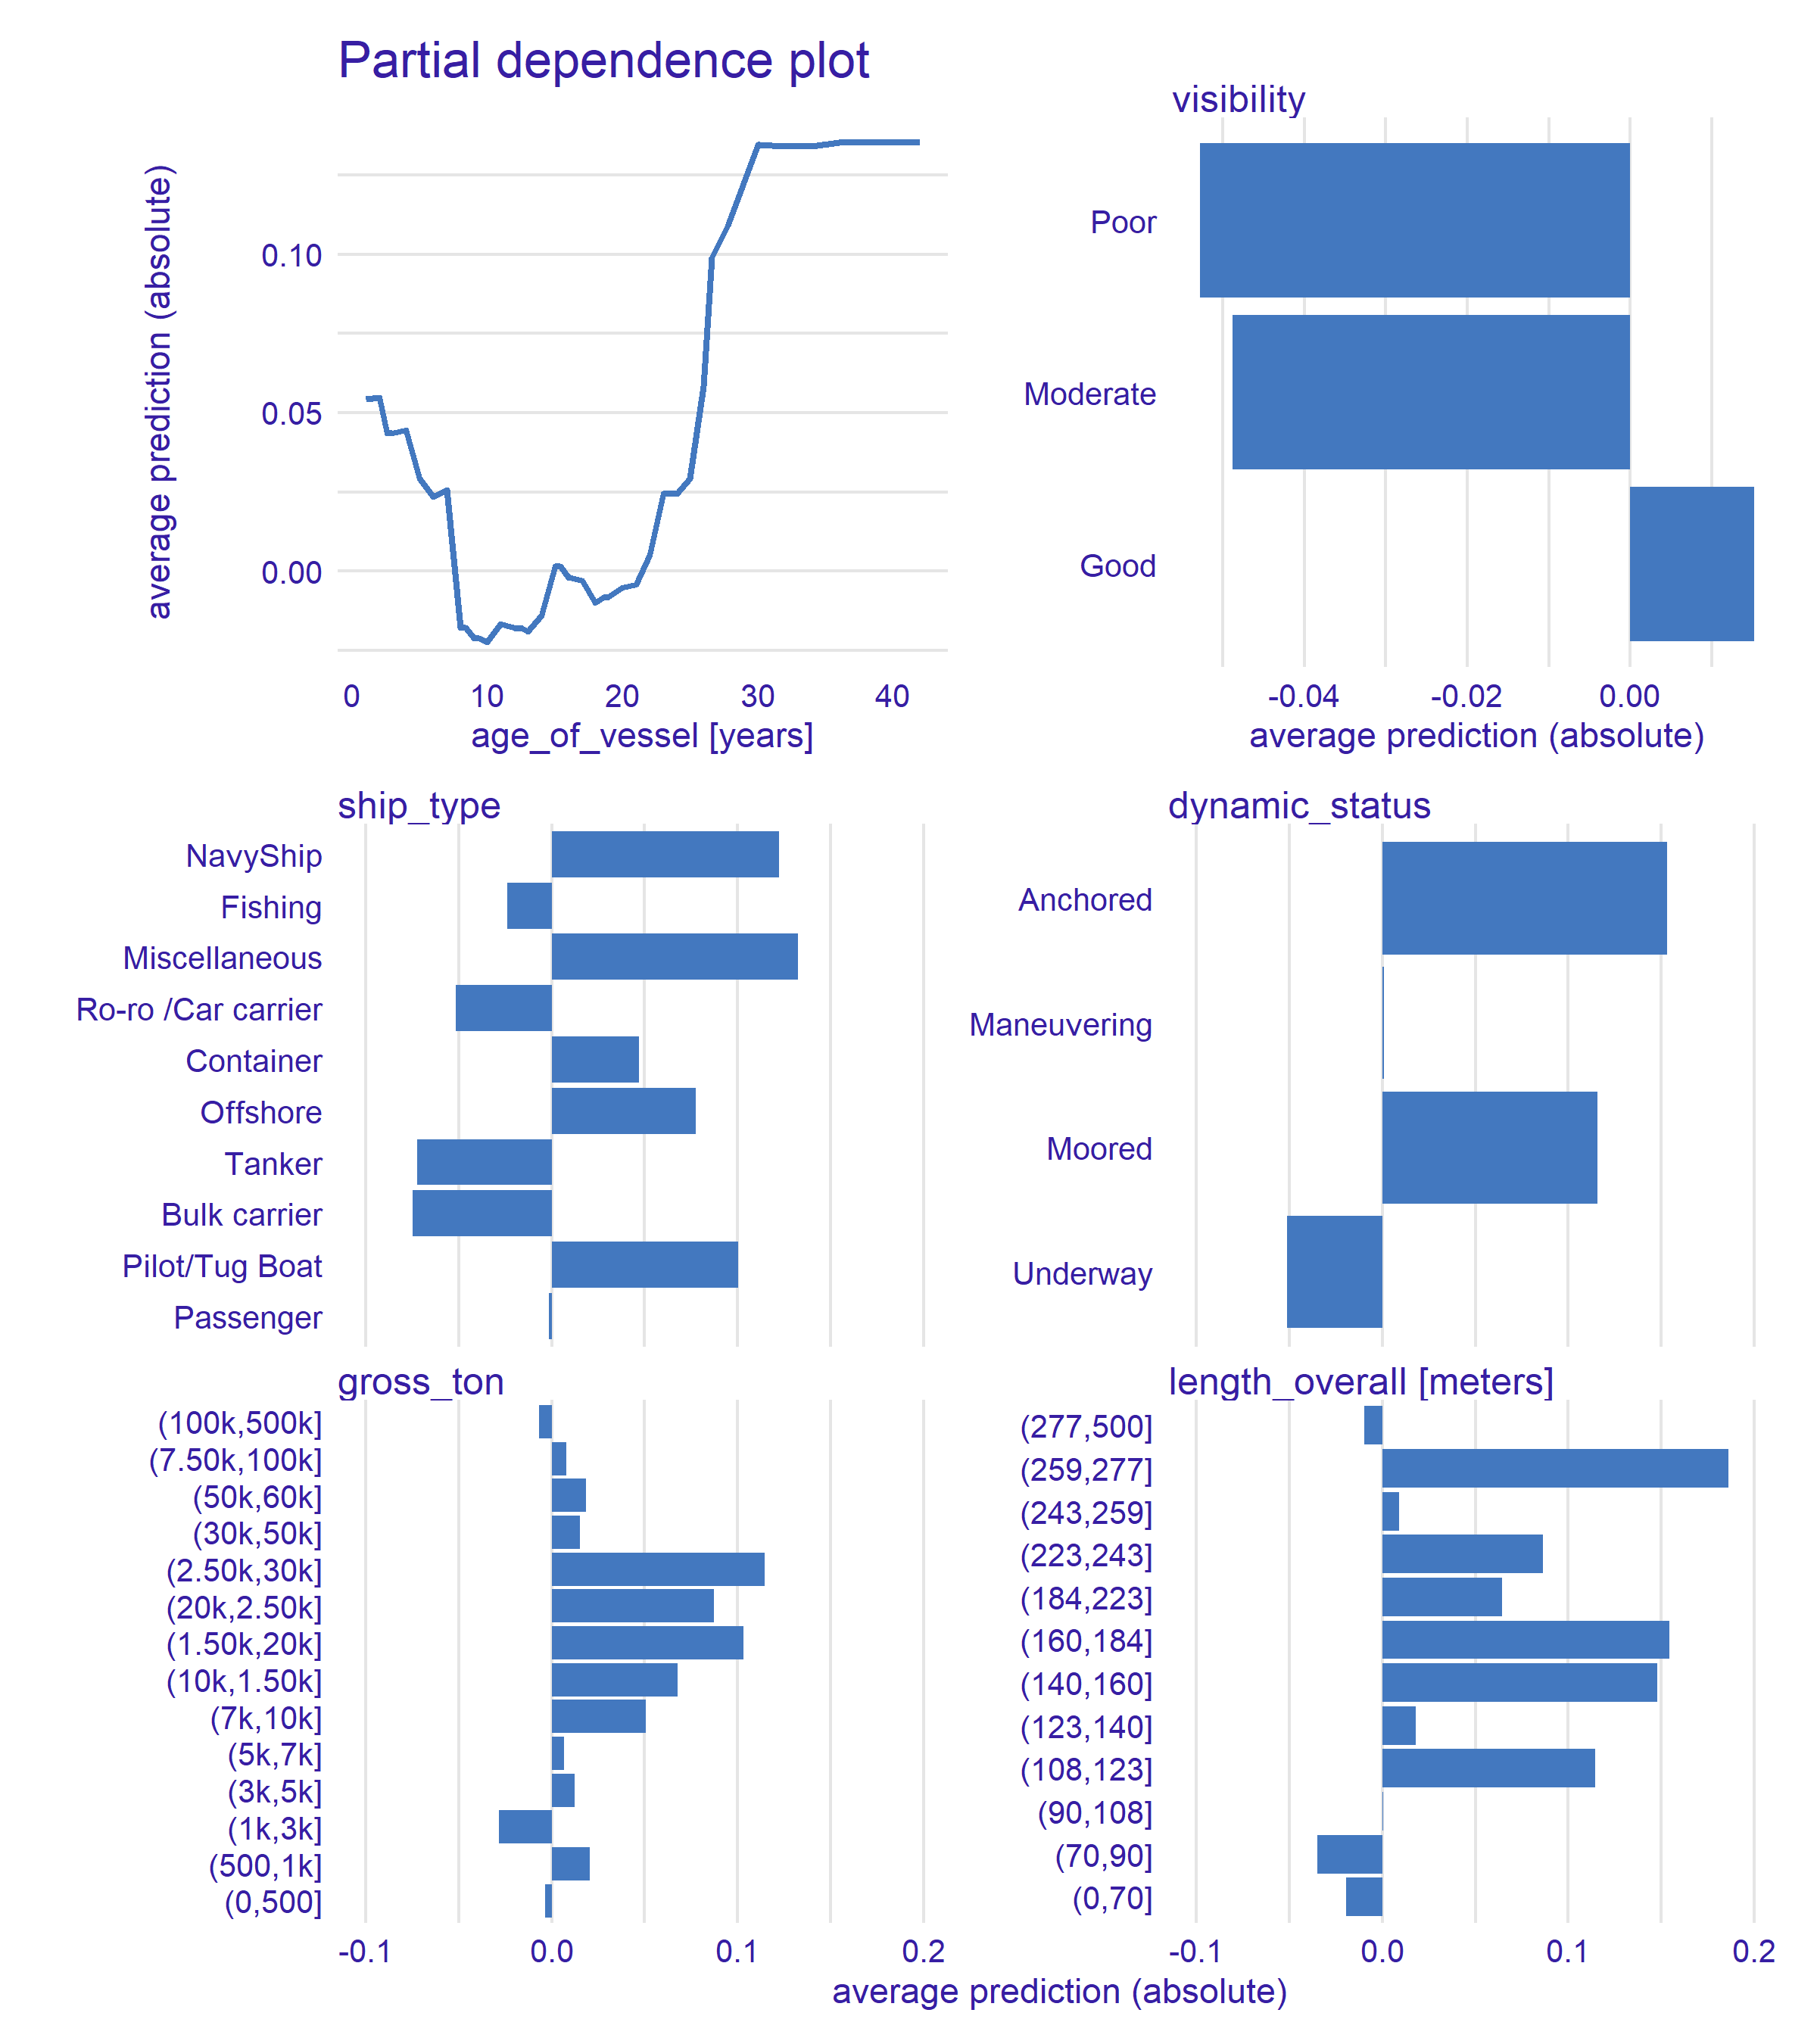 Partial dependence plot
average prediction (absolute)
0.10
0.05
0.00
0 10 20 30 40
age_of_vessel [years]
visibility
Poor
Moderate
Good
-0.04 -0.02 0.00
average prediction (absolute)
ship_type
NavyShip
Fishing
Miscellaneous
Ro-ro /Car carrier
Container
Offshore
Tanker
Bulk carrier
Pilot/Tug Boat
Passenger
dynamic_status
Anchored
Maneuvering
Moored
Underway
gross_ton
(100k,500k]
(7.50k,100k]
(50k,60k]
(30k,50k]
(2.50k,30k]
(20k,2.50k]
(1.50k,20k]
(10k,1.50k]
(7k,10k]
(5k,7k]
(3k,5k]
(1k,3k]
(500,1k]
(0,500]
-0.1 0.0 0.1 0.2
length_overall [meters]
(277,500]
(259,277]
(243,259]
(223,243]
(184,223]
(160,184]
(140,160]
(123,140]
(108,123]
(90,108]
(70,90]
(0,70]
-0.1 0.0 0.1 0.2
average prediction (absolute)